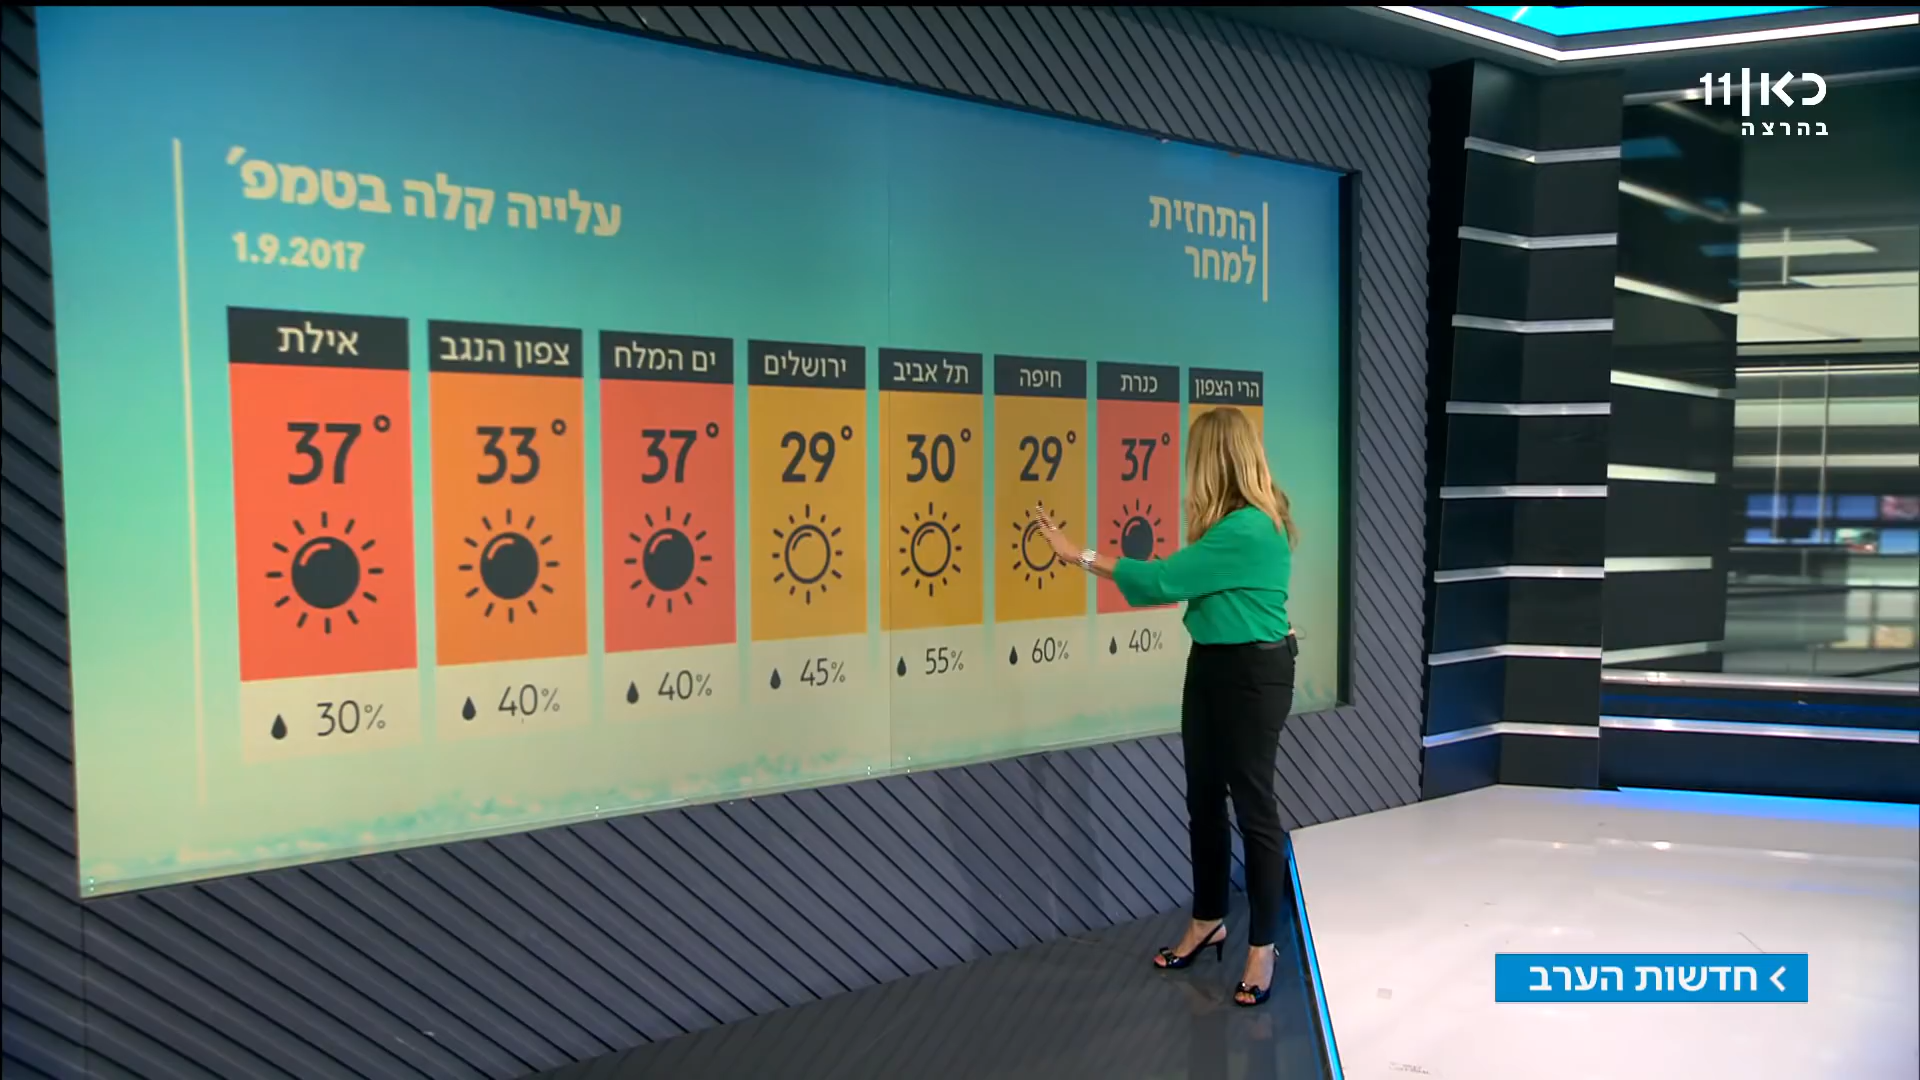 כאן 11
בהרצה
התחזית
למחר
עלייה קלה בטמפ׳
1.9.2017
הרי הצפון
כנרת
חיפה
תל אביב
ירושלים
ים המלח
צפון הנגב
אילת
37°
29°
30°
29°
37°
33°
37°
40%
60%
55%
45%
40%
40%
30%
חדשות הערב